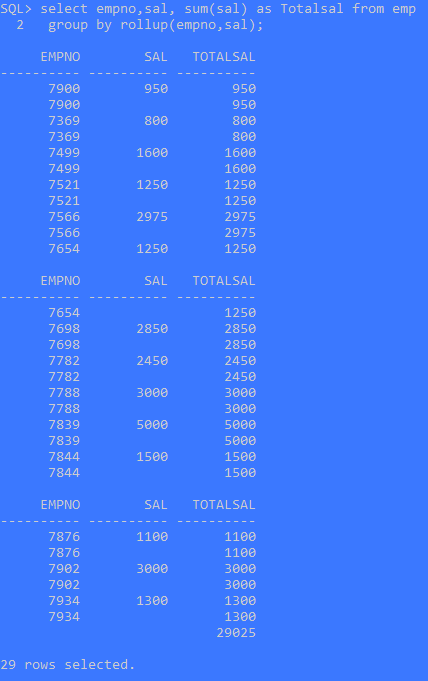 SQL> select empno,sal, sum(sal) as Totalsal from emp
  2   group by rollup(empno,sal);
     EMPNO        SAL   TOTALSAL
---------- ---------- ----------
      7900        950        950
      7900                   950
      7369        800        800
      7369                   800
      7499       1600       1600
      7499                  1600
      7521       1250       1250
      7521                  1250
      7566       2975       2975
      7566                  2975
      7654       1250       1250
     EMPNO        SAL   TOTALSAL
---------- ---------- ----------
      7654                  1250
      7698       2850       2850
      7698                  2850
      7782       2450       2450
      7782                  2450
      7788       3000       3000
      7788                  3000
      7839       5000       5000
      7839                  5000
      7844       1500       1500
      7844                  1500
     EMPNO        SAL   TOTALSAL
---------- ---------- ----------
      7876       1100       1100
      7876                  1100
      7902       3000       3000
      7902                  3000
      7934       1300       1300
      7934                  1300
                           29025
29 rows selected.